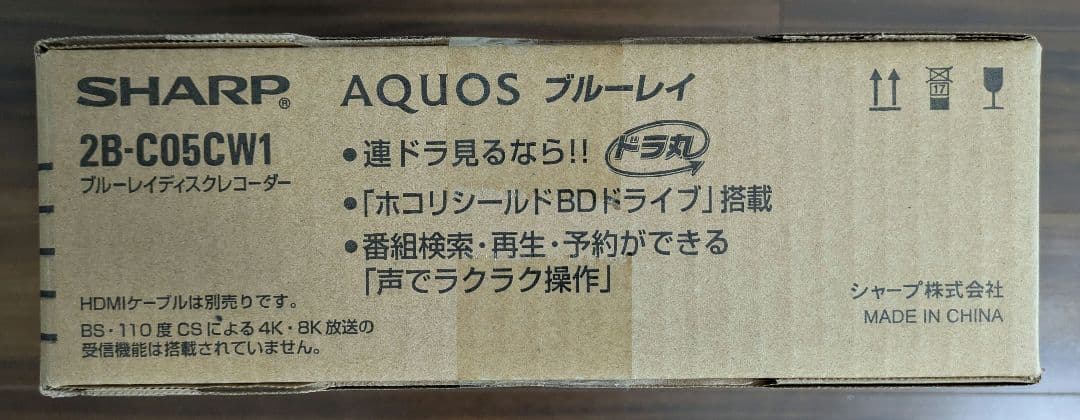 SHARP®
2B-C05CW1
ブルーレイディスクレコーダー
HDMIケーブルは別売りです。
BS・110度CSによる4K・8K放送の
受信機能は搭載されていません。
AQUOS ブルーレイ
●連ドラ見るなら!! ドラ丸
●「ホコリシールドBDドライブ」搭載
●番組検索・再生・予約ができる
「声でラクラク操作」
17
シャープ株式会社
MADE IN CHINA